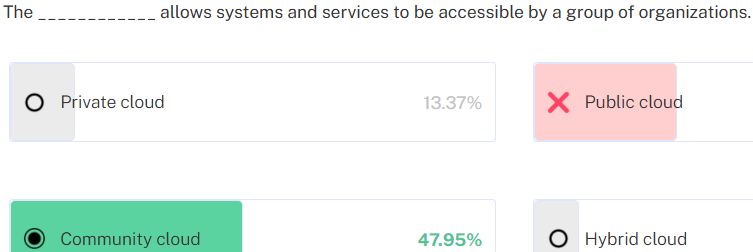 The ____________ allows systems and services to be accessible by a group of organizations.
Private cloud 13.37%
Public cloud
Community cloud 47.95%
Hybrid cloud